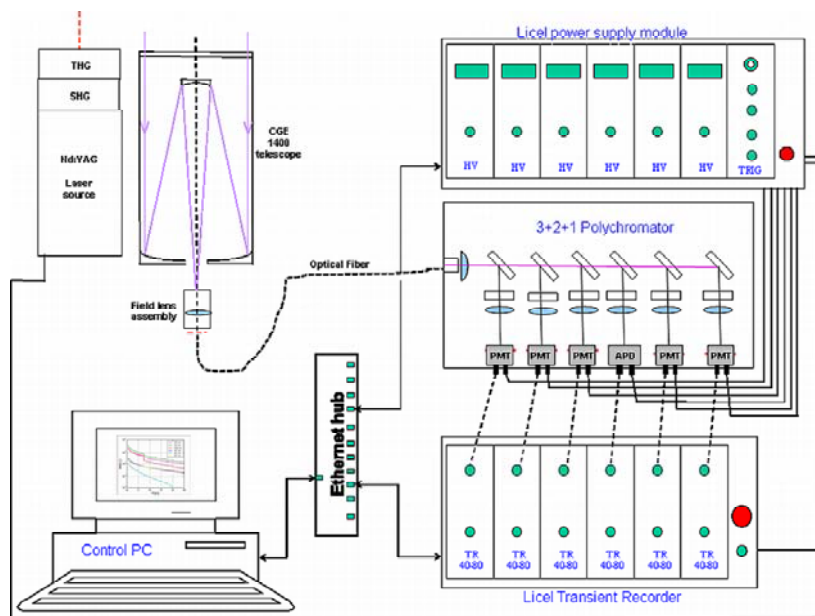 Licel power supply module
THG
SHG
Nd:YAG
Laser
source
CGE
1400
telescope
HV HV HV HV HV TRIG
3+2+1 Polychromator
Optical Fiber
Field lens
assembly
PMT PMT PMT APD PMT PMT
Ethernet hub
Control PC
TR TR TR TR TR TR
40-80 40-80 40-80 40-80 40-80 40-80
Licel Transient Recorder